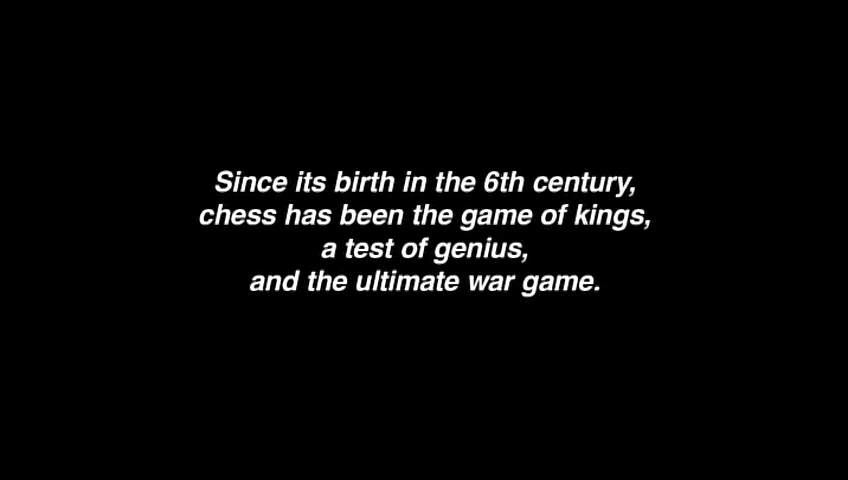 Since its birth in the 6th century,
chess has been the game of kings,
a test of genius,
and the ultimate war game.